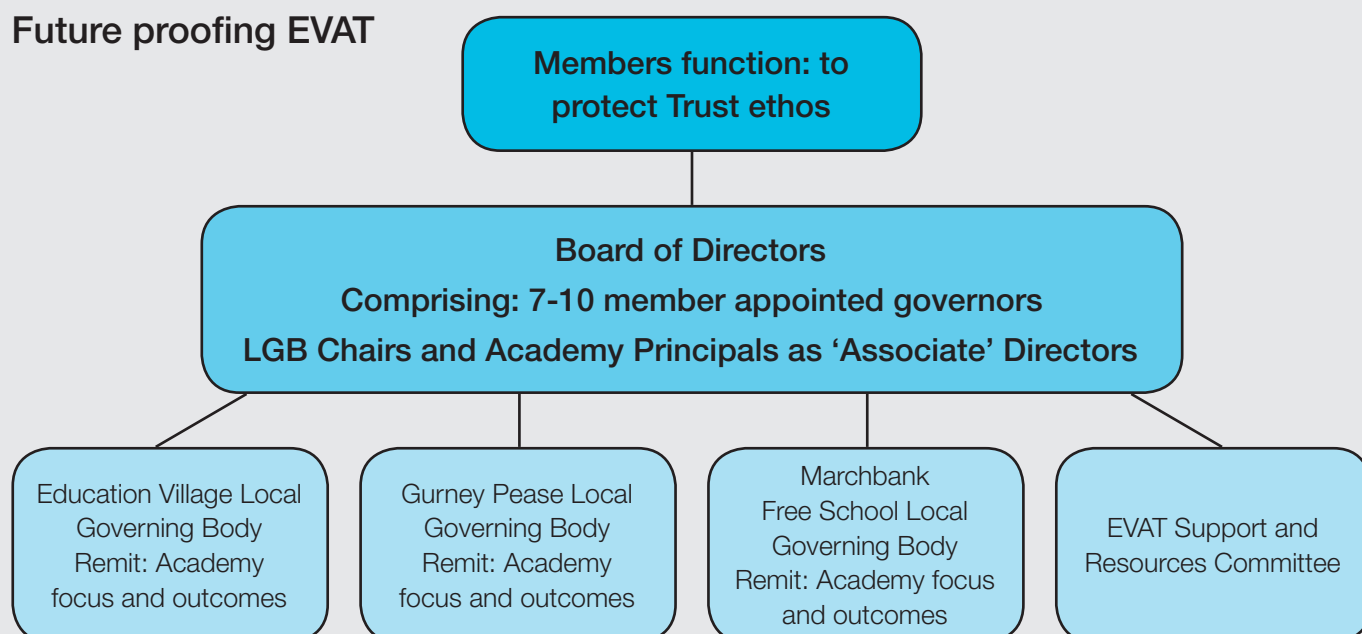 Future proofing EVAT
Members function: to
protect Trust ethos
Board of Directors
Comprising: 7-10 member appointed governors
LGB Chairs and Academy Principals as ‘Associate’ Directors
Education Village Local
Governing Body
Remit: Academy
focus and outcomes
Gurney Pease Local
Governing Body
Remit: Academy
focus and outcomes
Marchbank
Free School Local
Governing Body
Remit: Academy focus
and outcomes
EVAT Support and
Resources Committee